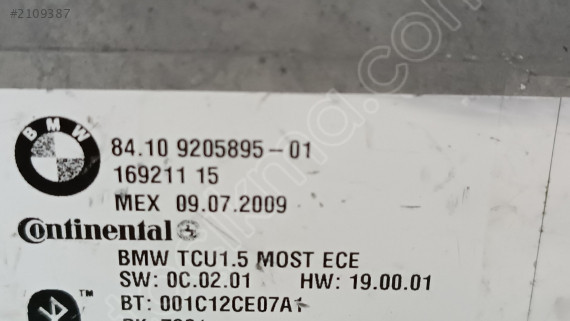 #2109387
BMW
84.10 9205895-01
169211 15
MEX 09.07.2009
Continental
BMW TCU1.5 MOST ECE
SW: 0C.02.01 HW: 19.00.01
TM
BT: 001C12CE07A1